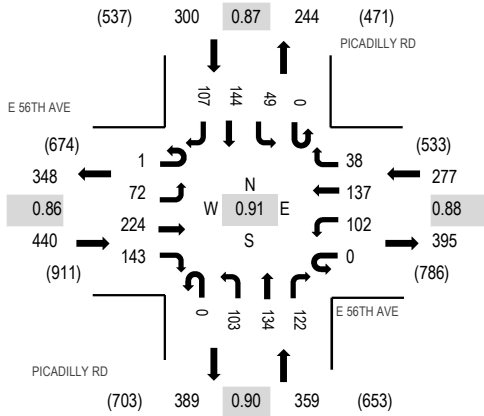 (537) 300 0.87 244 (471)
PICADILLY RD
E 56TH AVE
107 144 49 0
(674) (533)
348 1 38 277
72 N 137
0.86 W 0.91 E 0.88
224 S 102
440 143 0 395
(911) (786)
0 103 134 122
E 56TH AVE
PICADILLY RD
(703) 389 0.90 359 (653)